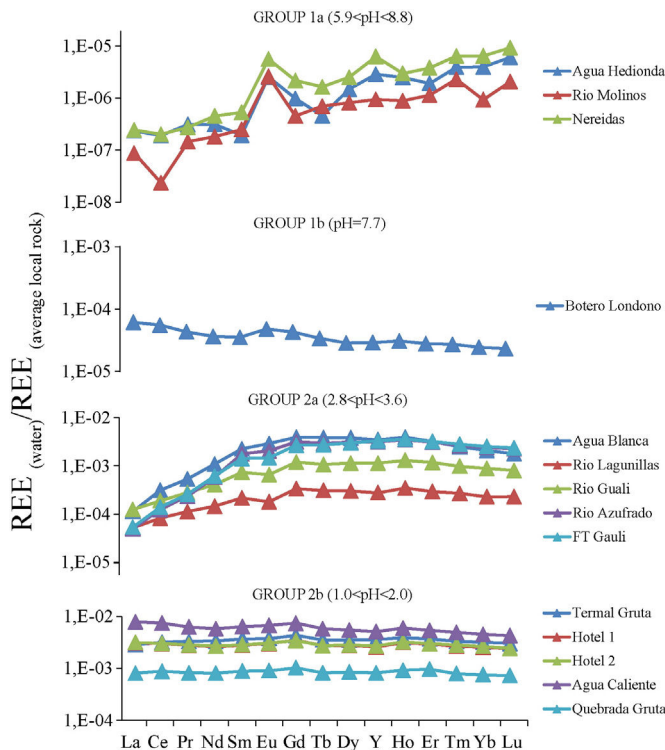 GROUP 1a (5.9<pH<8.8)
1,E-05
1,E-06
1,E-07
1,E-08
Agua Hedionda
Rio Molinos
Nereidas
GROUP 1b (pH=7.7)
1,E-03
1,E-04
1,E-05
Botero Londono
REE (water)/REE (average local rock)
GROUP 2a (2.8<pH<3.6)
1,E-02
1,E-03
1,E-04
1,E-05
Agua Blanca
Rio Lagunillas
Rio Guali
Rio Azufrado
FT Gauli
GROUP 2b (1.0<pH<2.0)
1,E-02
1,E-03
1,E-04
Termal Gruta
Hotel 1
Hotel 2
Agua Caliente
Quebrada Gruta
La Ce Pr Nd Sm Eu Gd Tb Dy Y Ho Er Tm Yb Lu